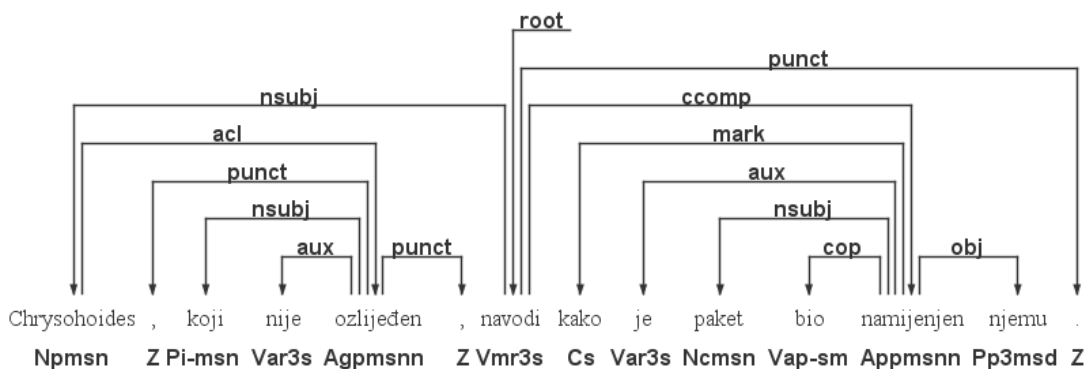 root
punct
nsubj ccomp
acl mark
punct aux
nsubj nsubj
aux punct cop obj
Chrysohoides , koji nije ozlijeđen , navodi kako je paket bio namijenjen njemu .
Npmsn Z Pi-msn Var3s Agpmsnn Z Vmr3s Cs Var3s Ncmsn Vap-sm Appmsnn Pp3msd Z